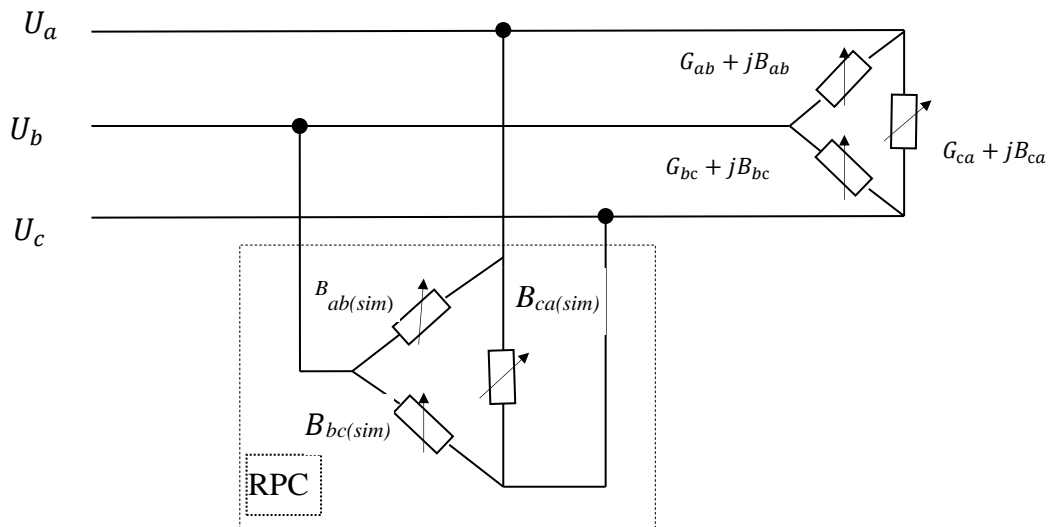 U_a
G_ab + jB_ab
U_b
G_bc + jB_bc
G_ca + jB_ca
U_c
B_ab(sim)
B_ca(sim)
B_bc(sim)
RPC